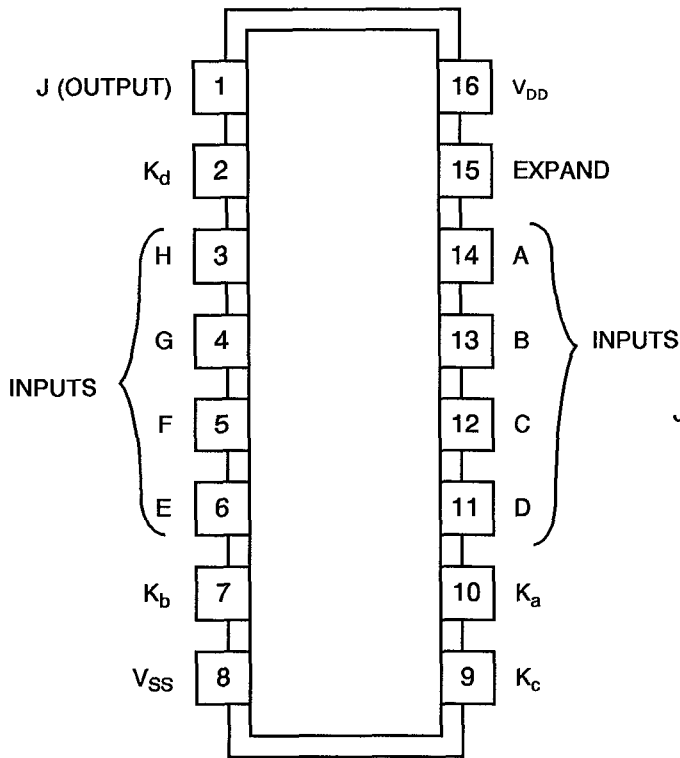 J (OUTPUT) 1 16 V_DD
K_d 2 15 EXPAND
H 3 14 A
G 4 13 B
INPUTS
INPUTS
F 5 12 C
E 6 11 D
K_b 7 10 K_a
V_SS 8 9 K_c